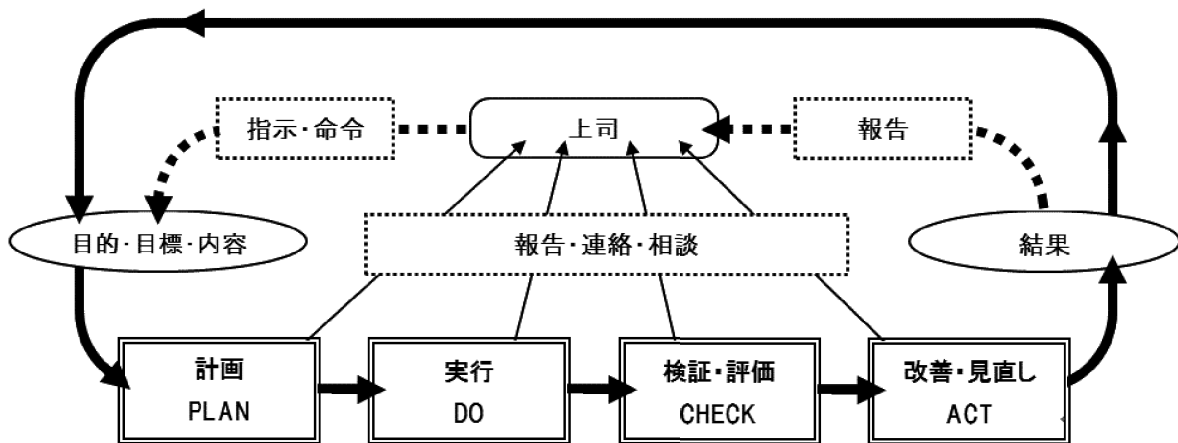 指示・命令
上司
報告
目的・目標・内容
報告・連絡・相談
結果
計画
PLAN
実行
DO
検証・評価
CHECK
改善・見直し
ACT